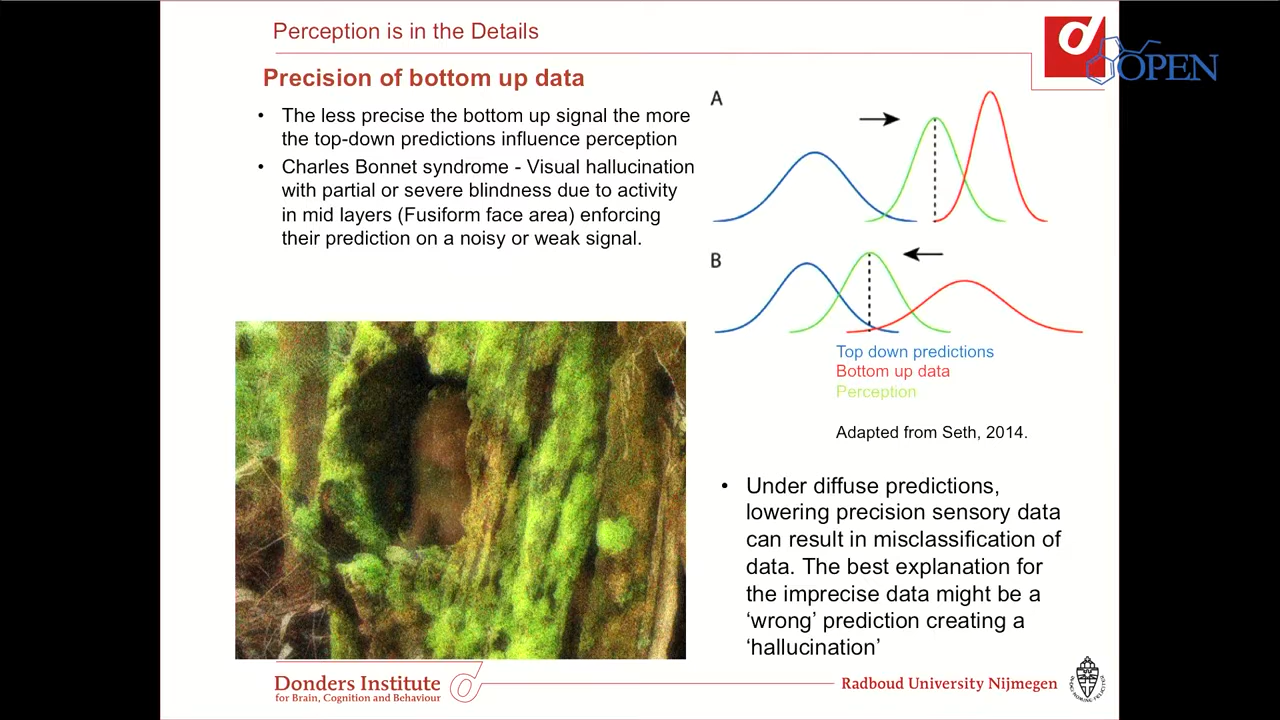 Perception is in the Details
OPEN
Precision of bottom up data
• The less precise the bottom up signal the more
the top-down predictions influence perception
• Charles Bonnet syndrome - Visual hallucination
with partial or severe blindness due to activity
in mid layers (Fusiform face area) enforcing
their prediction on a noisy or weak signal.
A
B
Top down predictions
Bottom up data
Perception
Adapted from Seth, 2014.
• Under diffuse predictions,
lowering precision sensory data
can result in misclassification of
data. The best explanation for
the imprecise data might be a
‘wrong’ prediction creating a
‘hallucination’
Donders Institute
for Brain, Cognition and Behaviour
Radboud University Nijmegen